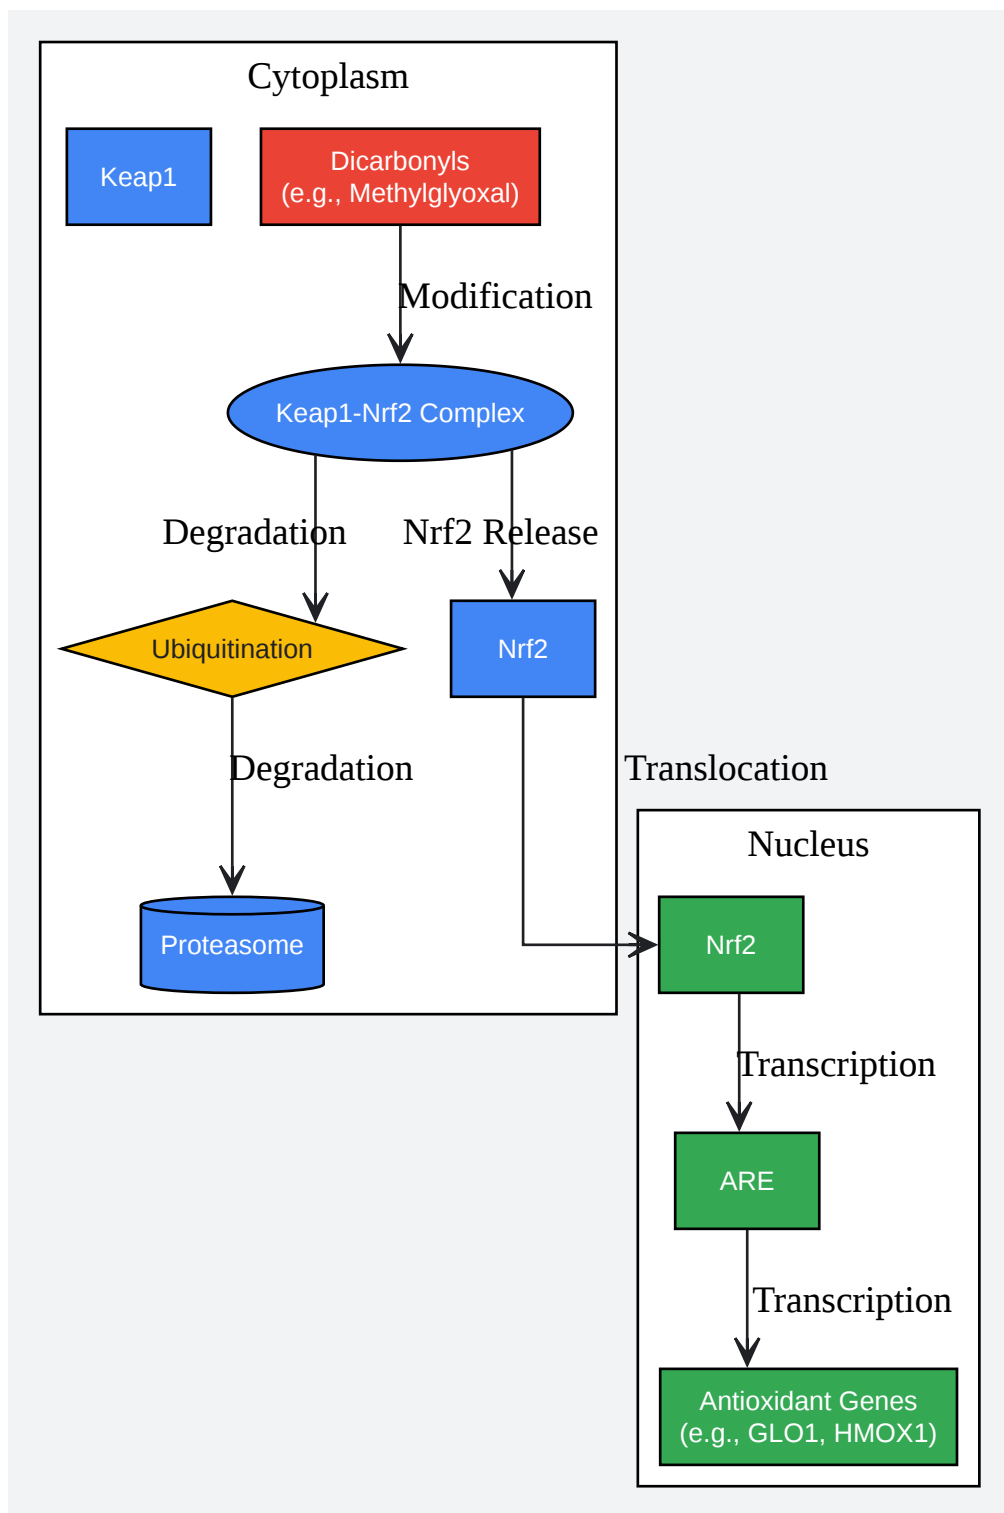 Cytoplasm
Keap1
Dicarbonyls
(e.g., Methylglyoxal)
Modification
Keap1-Nrf2 Complex
Degradation
Nrf2 Release
Ubiquitination
Nrf2
Degradation
Translocation
Proteasome
Nucleus
Nrf2
Transcription
ARE
Transcription
Antioxidant Genes
(e.g., GLO1, HMOX1)